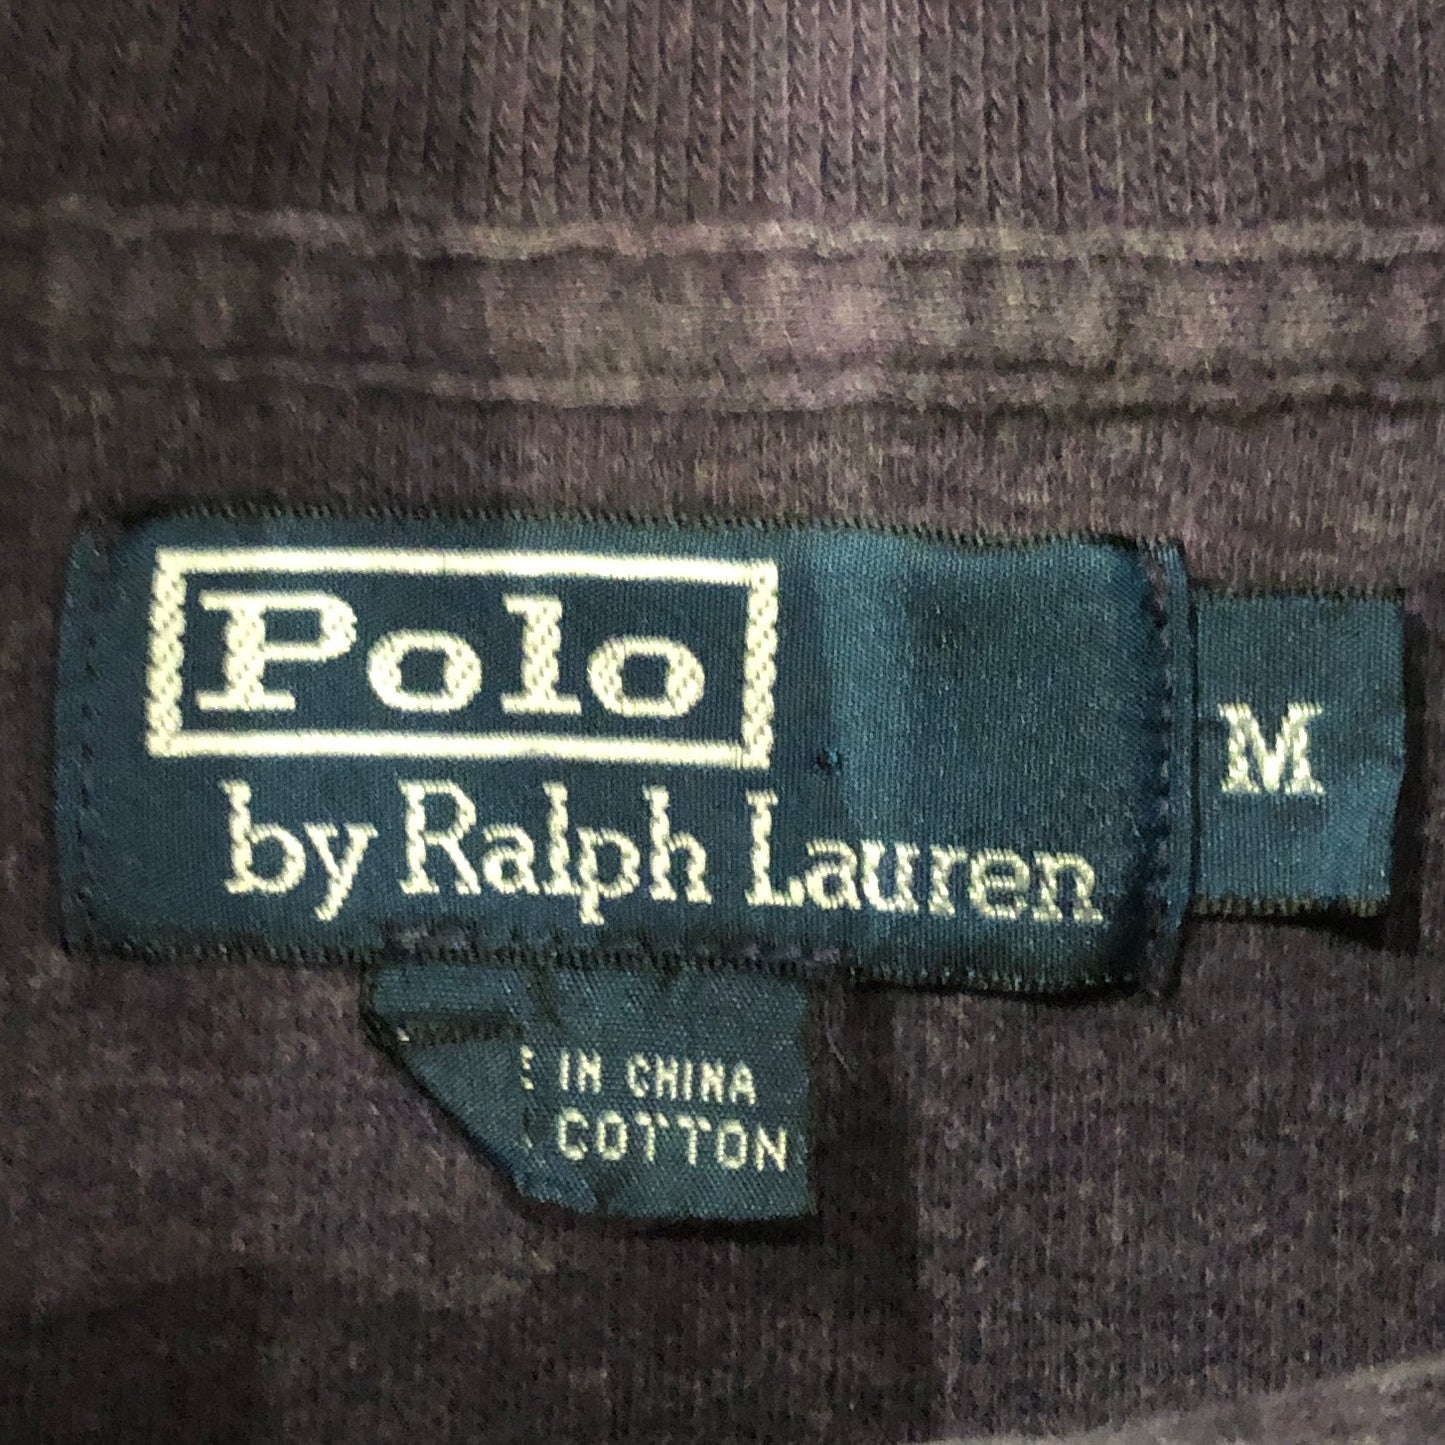 Polo
by Ralph Lauren
M
IN CHINA
COTTON